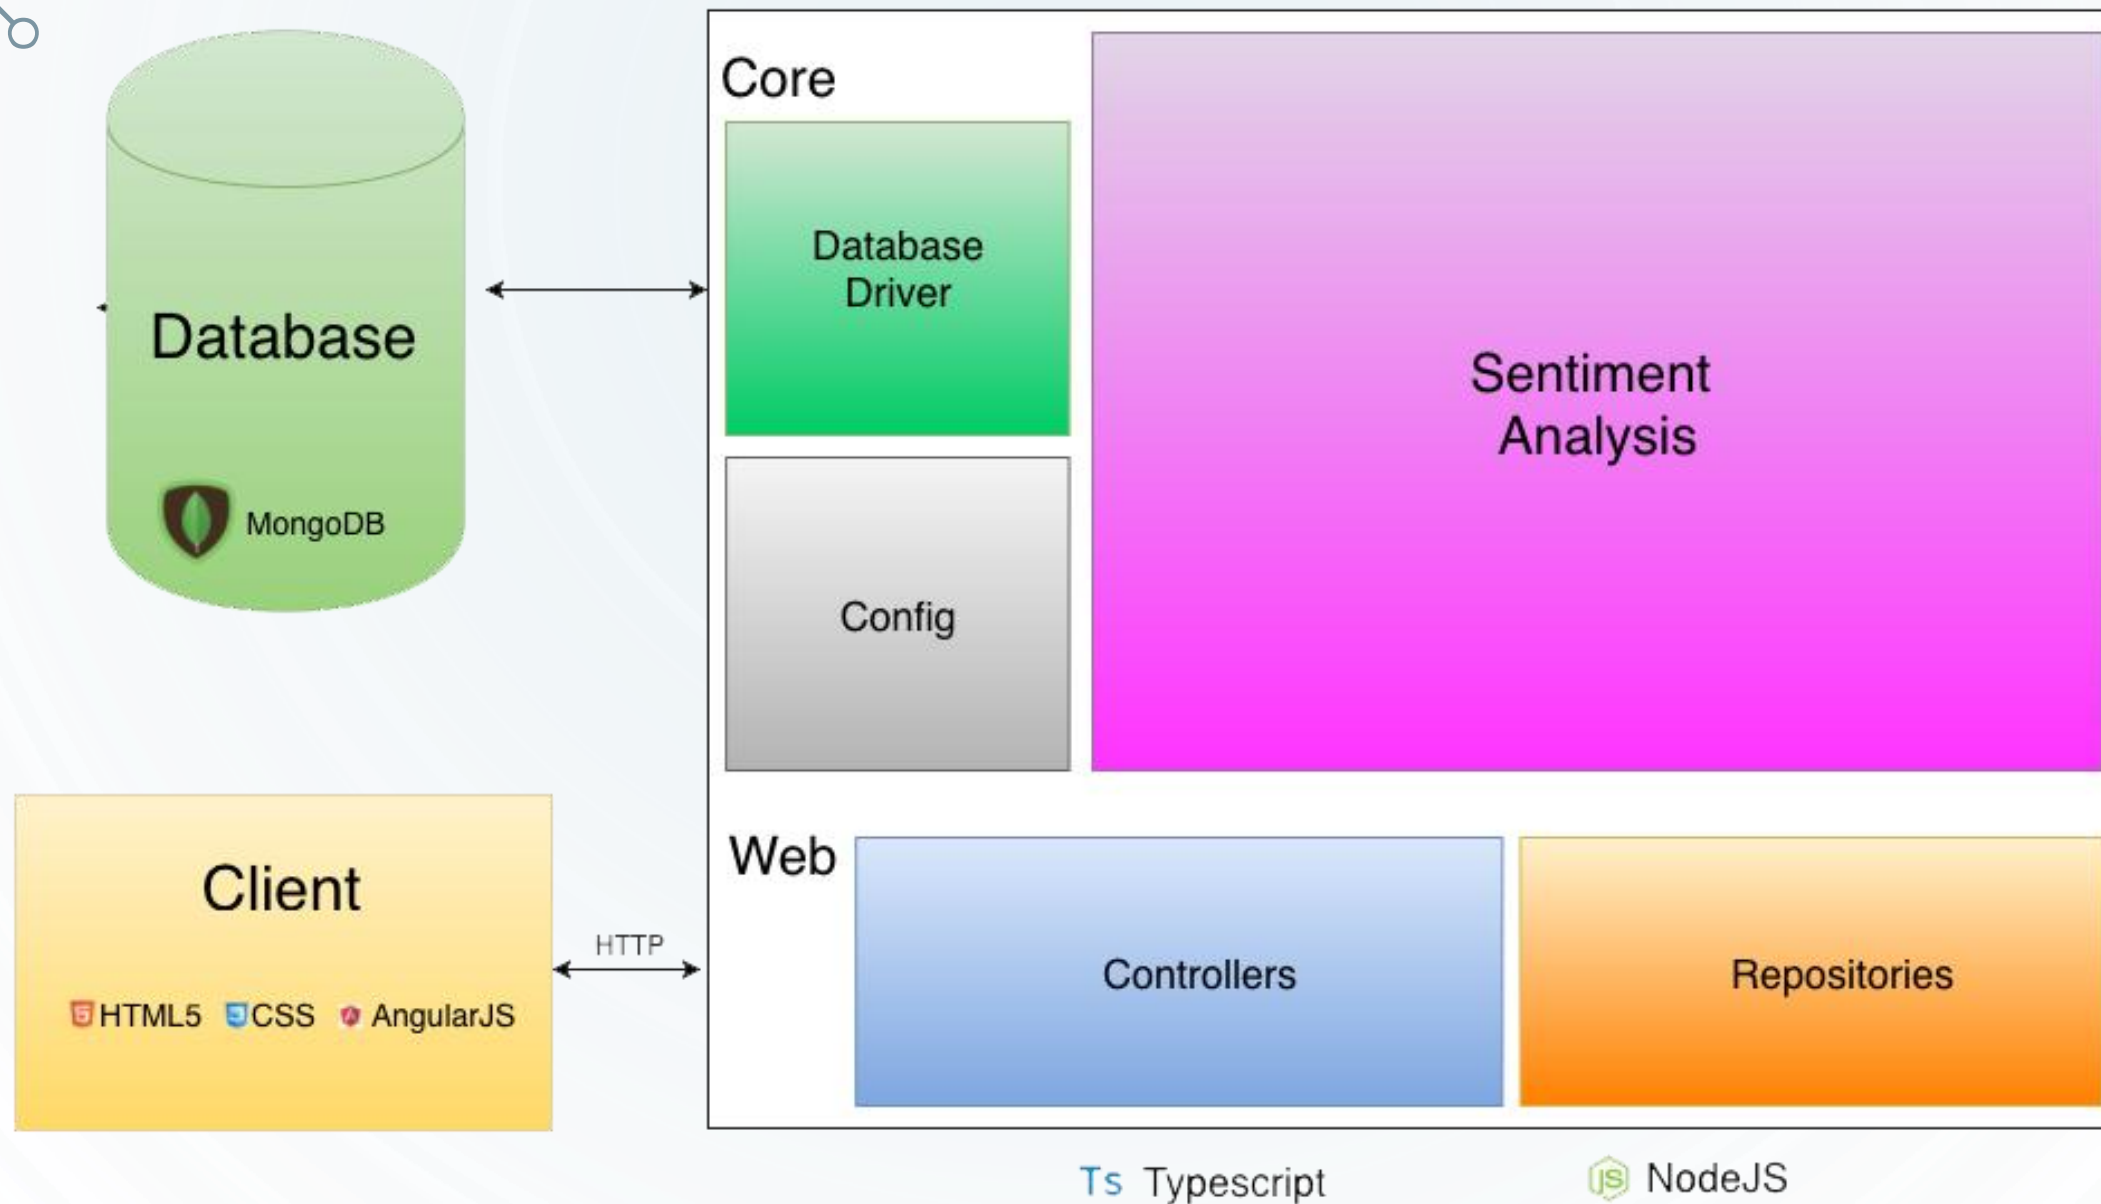 Core
Database
Driver
Sentiment
Analysis
Database
MongoDB
Config
Web
Client
HTTP
Controllers
Repositories
HTML5 CSS AngularJS
Ts Typescript
JS NodeJS